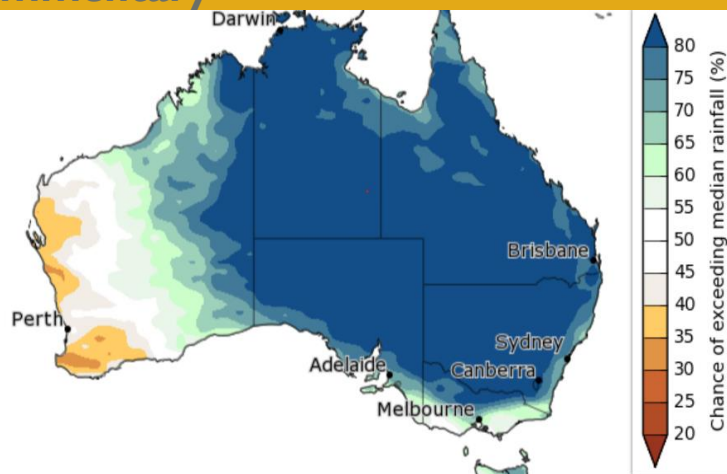 Darwin
Brisbane
Perth
Sydney
Adelaide
Canberra
Melbourne
80
75
70
65
60
55
50
45
40
35
30
25
20
Chance of exceeding median rainfall (%)